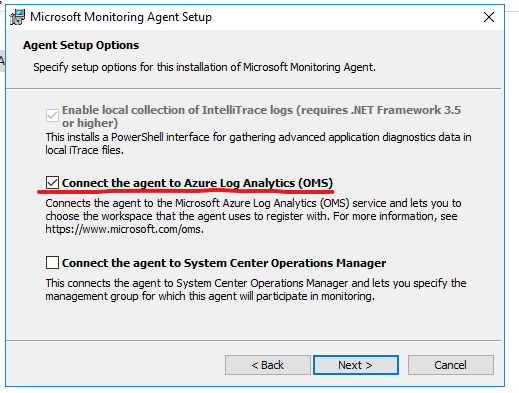 Microsoft Monitoring Agent Setup
Agent Setup Options
Specify setup options for this installation of Microsoft Monitoring Agent.
Enable local collection of IntelliTrace logs (requires .NET Framework 3.5
or higher)
This installs a PowerShell interface for gathering advanced application diagnostics data in
local iTrace files.
Connect the agent to Azure Log Analytics (OMS)
Connects the agent to the Microsoft Azure Log Analytics (OMS) service and lets you to
choose the workspace that the agent uses to register with. For more information, see
https://www.microsoft.com/oms.
Connect the agent to System Center Operations Manager
This connects the agent to System Center Operations Manager and lets you specify the
management group for which this agent will participate in monitoring.
< Back Next > Cancel